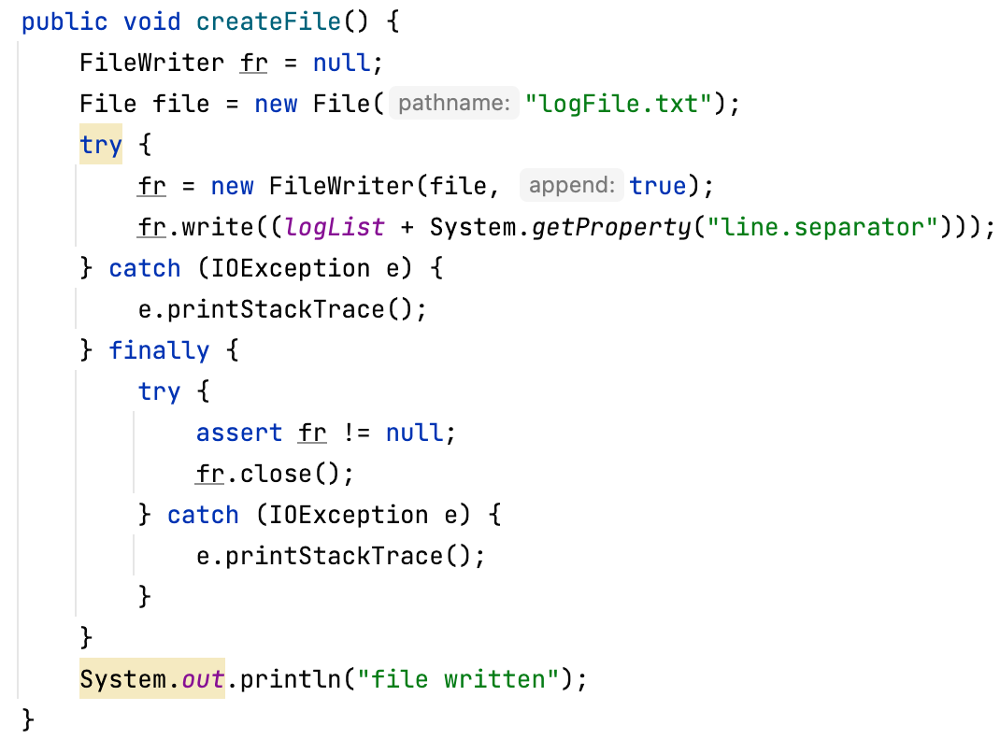 public void createFile() {
    FileWriter fr = null;
    File file = new File( pathname: "logFile.txt");
    try {
        fr = new FileWriter(file,  append: true);
        fr.write((logList + System.getProperty("line.separator")));
    } catch (IOException e) {
        e.printStackTrace();
    } finally {
        try {
            assert fr != null;
            fr.close();
        } catch (IOException e) {
            e.printStackTrace();
        }
    }
    System.out.println("file written");
}